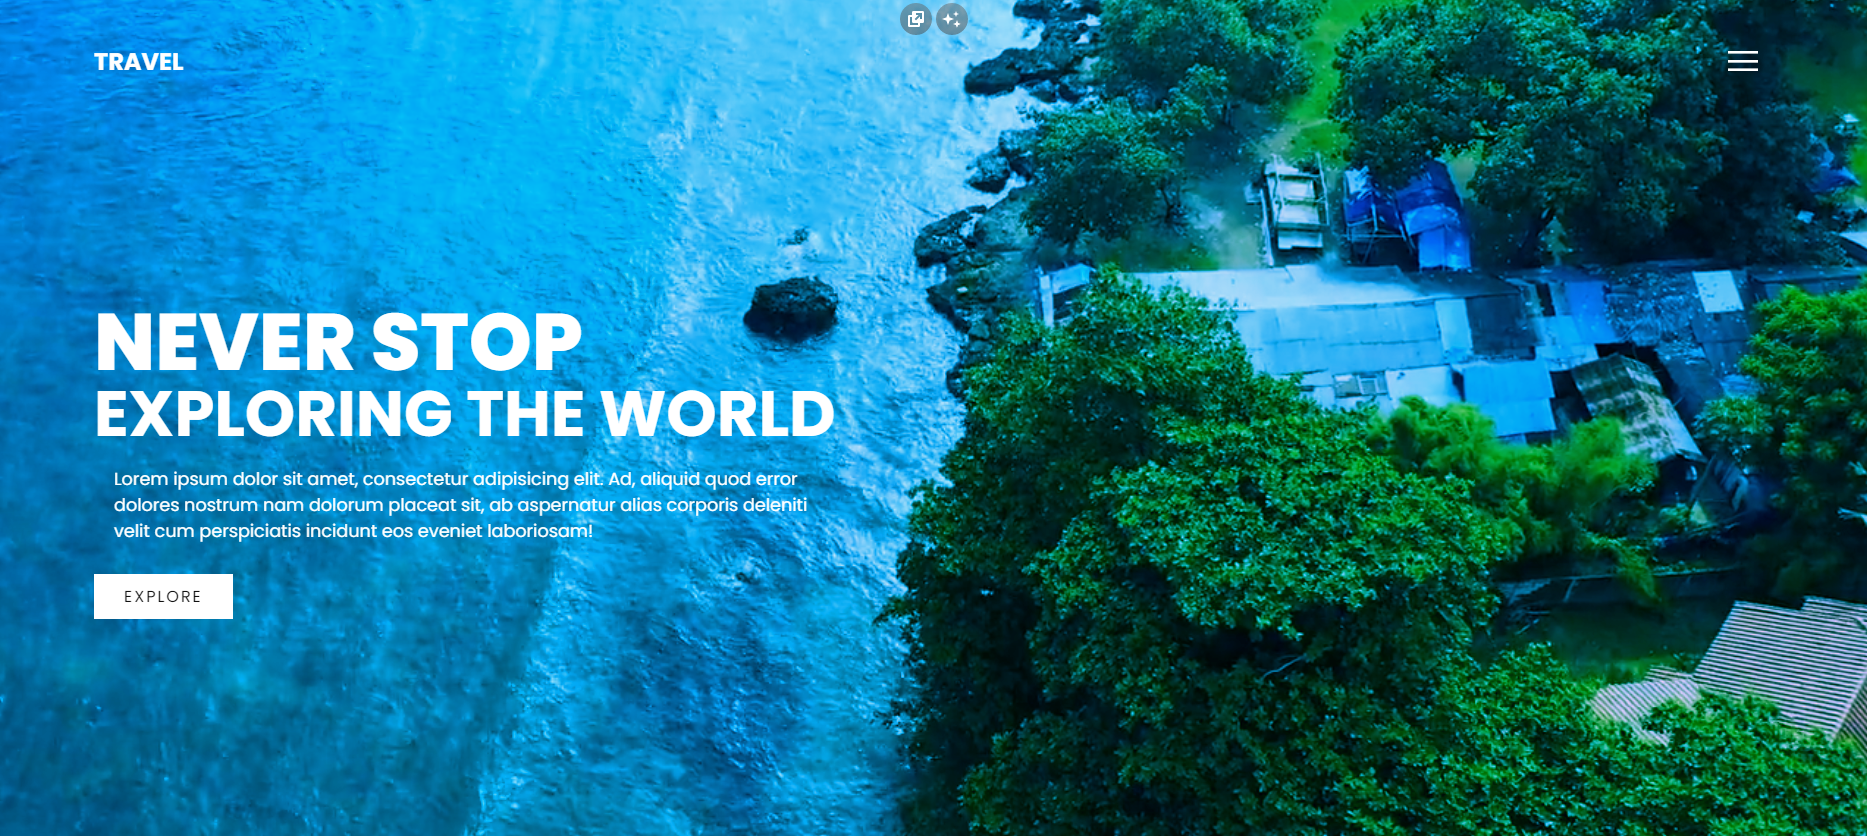 TRAVEL
NEVER STOP
EXPLORING THE WORLD
Lorem ipsum dolor sit amet, consectetur adipisicing elit. Ad, aliquid quod error
dolores nostrum nam dolorum placeat sit, ab aspernatur alias corporis deleniti
velit cum perspiciatis incidunt eos eveniet laboriosam!
EXPLORE